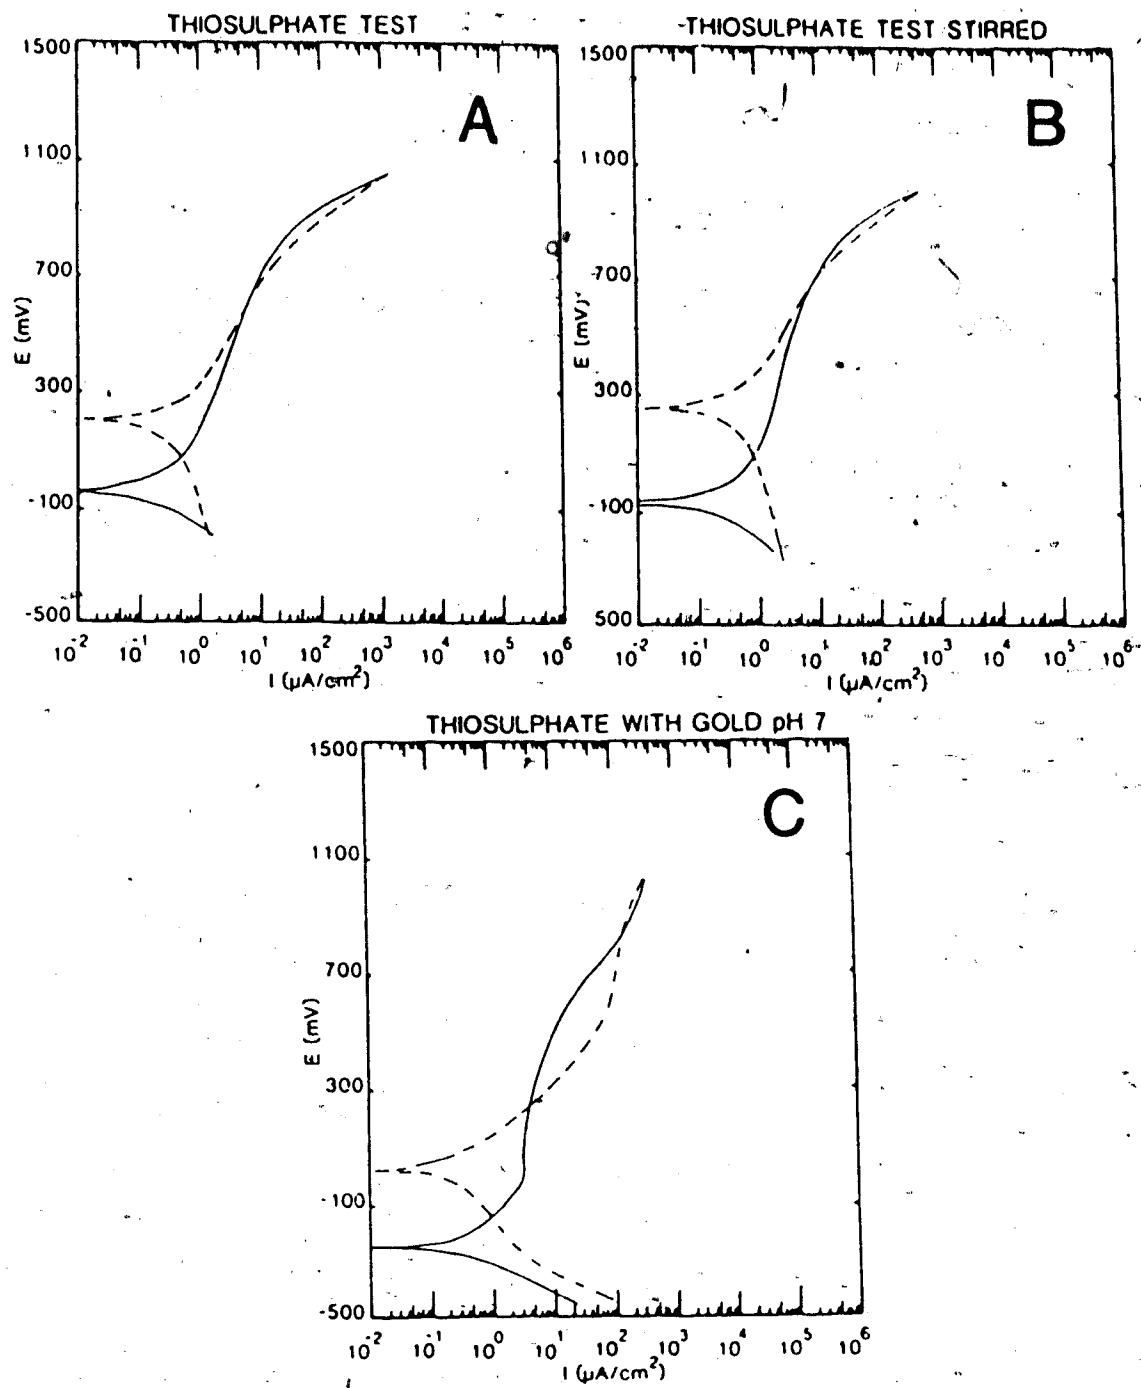 THIOSULPHATE TEST
A
1500
1100
700
300
-100
-500
E (mV)
10-2 10-1 100 101 102 103 104 105 106
I (μA/cm2)
-THIOSULPHATE TEST STIRRED
B
1500
1100
-700
300
-100
500
E (mV)
10-2 10-1 100 101 102 103 104 105 106
I (μA/cm2)
THIOSULPHATE WITH GOLD pH 7
C
1500
1100
700
300
-100
-500
E (mV)
10-2 10-1 100 101 102 103 104 105 106
I (μA/cm2)